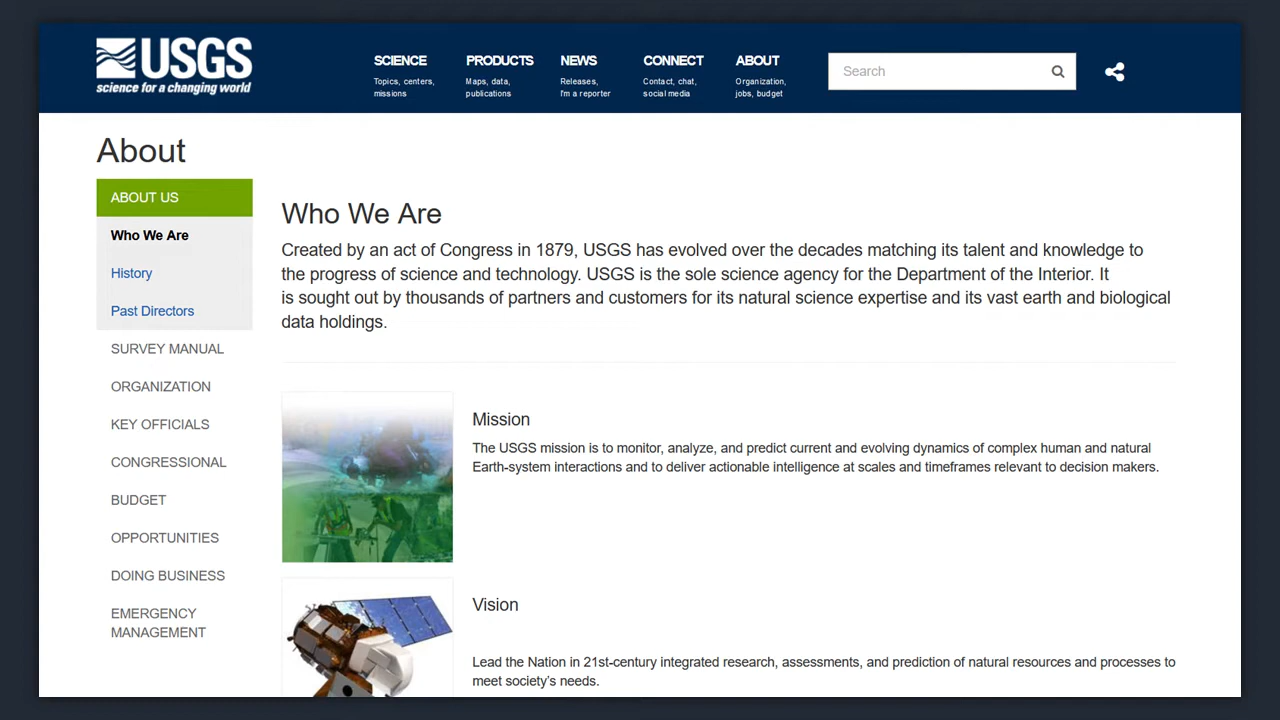 USGS
science for a changing world
SCIENCE
Topics, centers,
missions
PRODUCTS
Maps, data,
publications
NEWS
Releases,
I'm a reporter
CONNECT
Contact, chat,
social media
ABOUT
Organization,
jobs, budget
Search
About
ABOUT US
Who We Are
History
Past Directors
SURVEY MANUAL
ORGANIZATION
KEY OFFICIALS
CONGRESSIONAL
BUDGET
OPPORTUNITIES
DOING BUSINESS
EMERGENCY
MANAGEMENT
Who We Are
Created by an act of Congress in 1879, USGS has evolved over the decades matching its talent and knowledge to
the progress of science and technology. USGS is the sole science agency for the Department of the Interior. It
is sought out by thousands of partners and customers for its natural science expertise and its vast earth and biological
data holdings.
Mission
The USGS mission is to monitor, analyze, and predict current and evolving dynamics of complex human and natural
Earth-system interactions and to deliver actionable intelligence at scales and timeframes relevant to decision makers.
Vision
Lead the Nation in 21st-century integrated research, assessments, and prediction of natural resources and processes to
meet society’s needs.